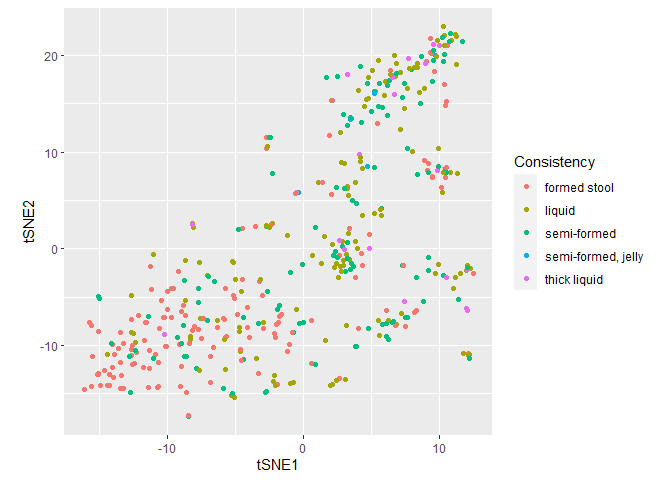 20
10
0
-10
tSNE2
-10
0
10
tSNE1
Consistency
formed stool
liquid
semi-formed
semi-formed, jelly
thick liquid